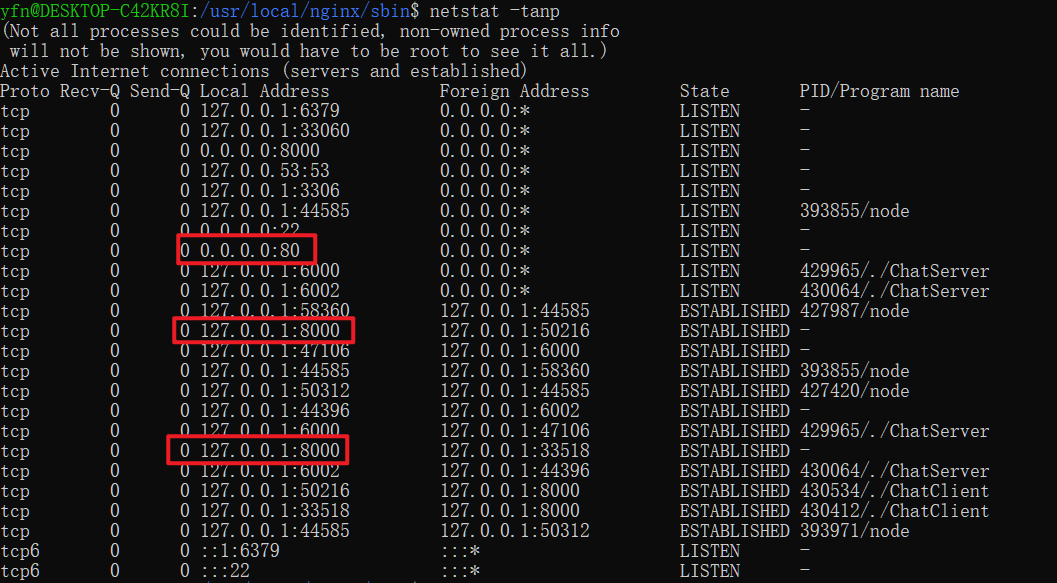 yfn@DESKTOP-C42KR8I:/usr/local/nginx/sbin$ netstat -tanp
(Not all processes could be identified, non-owned process info
 will not be shown, you would have to be root to see it all.)
Active Internet connections (servers and established)
Proto Recv-Q Send-Q Local Address           Foreign Address         State       PID/Program name
tcp        0      0 127.0.0.1:6379          0.0.0.0:*               LISTEN      -
tcp        0      0 127.0.0.1:33060         0.0.0.0:*               LISTEN      -
tcp        0      0 0.0.0.0:8000            0.0.0.0:*               LISTEN      -
tcp        0      0 127.0.0.53:53           0.0.0.0:*               LISTEN      -
tcp        0      0 127.0.0.1:3306          0.0.0.0:*               LISTEN      -
tcp        0      0 127.0.0.1:44585         0.0.0.0:*               LISTEN      393855/node
tcp        0      0 0.0.0.0:22              0.0.0.0:*               LISTEN      -
tcp        0      0 0.0.0.0:80              0.0.0.0:*               LISTEN      -
tcp        0      0 127.0.0.1:6000          0.0.0.0:*               LISTEN      429965/./ChatServer
tcp        0      0 127.0.0.1:6002          0.0.0.0:*               LISTEN      430064/./ChatServer
tcp        0      0 127.0.0.1:58360         127.0.0.1:44585         ESTABLISHED 427987/node
tcp        0      0 127.0.0.1:8000          127.0.0.1:50216         ESTABLISHED -
tcp        0      0 127.0.0.1:47106         127.0.0.1:6000          ESTABLISHED -
tcp        0      0 127.0.0.1:44585         127.0.0.1:58360         ESTABLISHED 393855/node
tcp        0      0 127.0.0.1:50312         127.0.0.1:44585         ESTABLISHED 427420/node
tcp        0      0 127.0.0.1:44396         127.0.0.1:6002          ESTABLISHED -
tcp        0      0 127.0.0.1:6000          127.0.0.1:47106         ESTABLISHED 429965/./ChatServer
tcp        0      0 127.0.0.1:8000          127.0.0.1:33518         ESTABLISHED -
tcp        0      0 127.0.0.1:6002          127.0.0.1:44396         ESTABLISHED 430064/./ChatServer
tcp        0      0 127.0.0.1:50216         127.0.0.1:8000          ESTABLISHED 430534/./ChatClient
tcp        0      0 127.0.0.1:33518         127.0.0.1:8000          ESTABLISHED 430412/./ChatClient
tcp        0      0 127.0.0.1:44585         127.0.0.1:50312         ESTABLISHED 393971/node
tcp6       0      0 ::1:6379                :::*                    LISTEN      -
tcp6       0      0 :::22                   :::*                    LISTEN      -